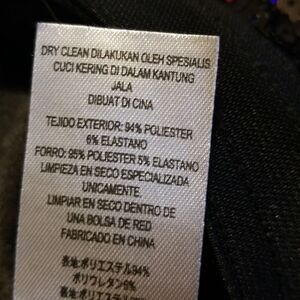 DRY CLEAN DILAKUKAN OLEH SPESIALIS
CUCI KERING DI DALAM KANTUNG
JALA
DIBUAT DI CINA
TEJIDO EXTERIOR: 94% POLIESTER
6% ELASTANO
FORRO: 95% POLIESTER 5% ELASTANO
LIMPIEZA EN SECO ESPECIALIZADA
UNICAMENTE.
LIMPIAR EN SECO DENTRO DE
UNA BOLSA DE RED
FABRICADO EN CHINA
表地ポリエステル94%
ポリウレタン6%